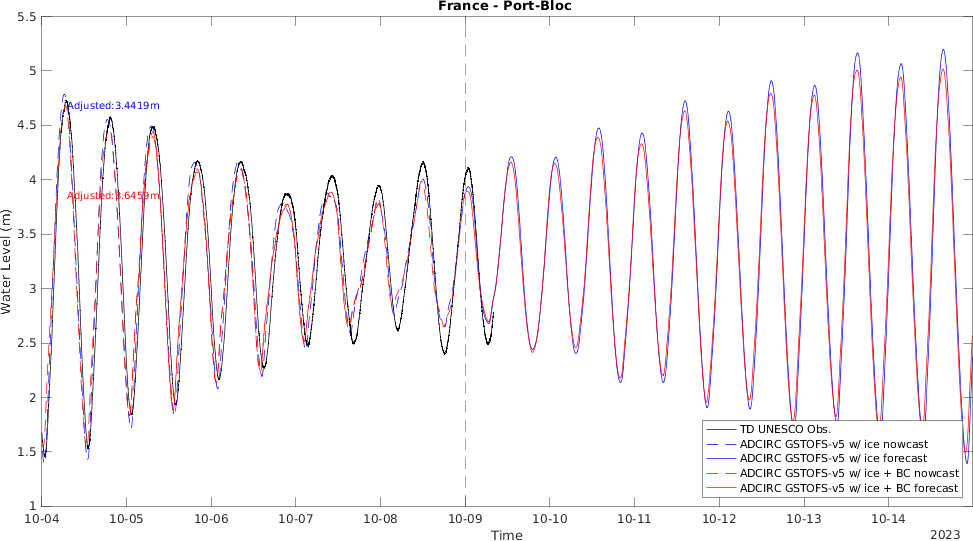 France - Port-Bloc
5.5
5
4.5
4
3.5
3
2.5
2
1.5
1
Water Level (m)
Adjusted:3.4419m
Adjusted:3.6459m
TD UNESCO Obs.
ADCIRC GSTOFS-v5 w/ ice nowcast
ADCIRC GSTOFS-v5 w/ ice forecast
ADCIRC GSTOFS-v5 w/ ice + BC nowcast
ADCIRC GSTOFS-v5 w/ ice + BC forecast
10-04 10-05 10-06 10-07 10-08 10-09 10-10 10-11 10-12 10-13 10-14
Time
2023